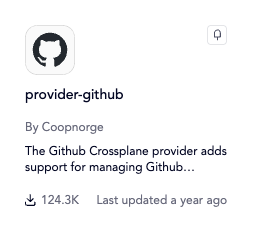 provider-github
By Coopnorge
The Github Crossplane provider adds
support for managing Github...
124.3K Last updated a year ago